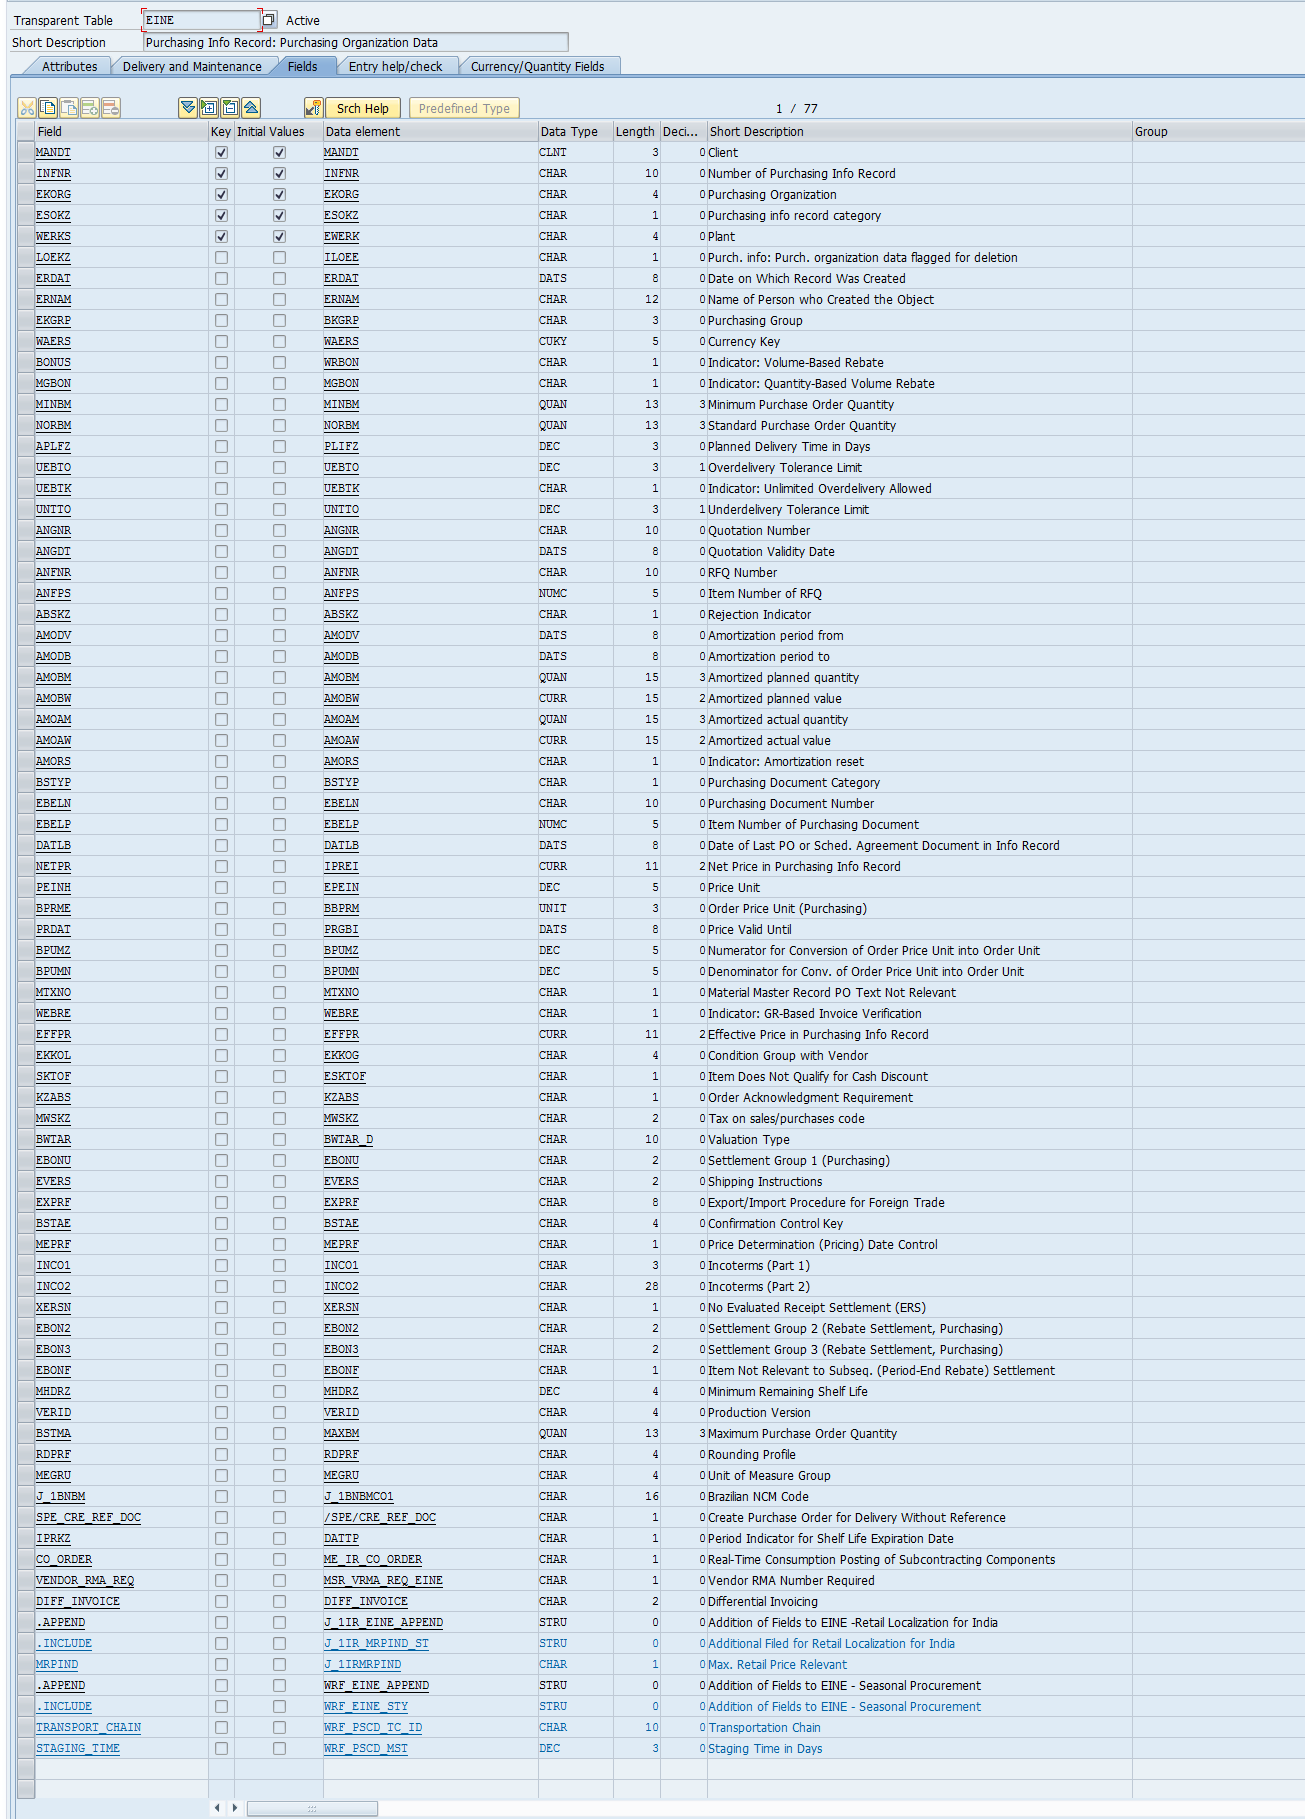 Transparent Table EINE Active
Short Description Purchasing Info Record: Purchasing Organization Data
Attributes Delivery and Maintenance Fields Entry help/check Currency/Quantity Fields
Srch Help Predefined Type 1 / 77
Field Key Initial Values Data element Data Type Length Deci... Short Description Group
MANDT MANDT CLNT 3 0 Client
INFNR INFNR CHAR 10 0 Number of Purchasing Info Record
EKORG EKORG CHAR 4 0 Purchasing Organization
ESOKZ ESOKZ CHAR 1 0 Purchasing info record category
WERKS EWERK CHAR 4 0 Plant
LOEKZ ILOEE CHAR 1 0 Purch. info: Purch. organization data flagged for deletion
ERDAT ERDAT DATS 8 0 Date on Which Record Was Created
ERNAM ERNAM CHAR 12 0 Name of Person who Created the Object
EKGRP BKGRP CHAR 3 0 Purchasing Group
WAERS WAERS CUKY 5 0 Currency Key
BONUS WRBON CHAR 1 0 Indicator: Volume-Based Rebate
MGBON MGBON CHAR 1 0 Indicator: Quantity-Based Volume Rebate
MINBM MINBM QUAN 13 3 Minimum Purchase Order Quantity
NORBM NORBM QUAN 13 3 Standard Purchase Order Quantity
APLFZ PLIFZ DEC 3 0 Planned Delivery Time in Days
UEBTO UEBTO DEC 3 1 Overdelivery Tolerance Limit
UEBTK UEBTK CHAR 1 0 Indicator: Unlimited Overdelivery Allowed
UNTTO UNTTO DEC 3 1 Underdelivery Tolerance Limit
ANGNR ANGNR CHAR 10 0 Quotation Number
ANGDT ANGDT DATS 8 0 Quotation Validity Date
ANFNR ANFNR CHAR 10 0 RFQ Number
ANFPS ANFPS NUMC 5 0 Item Number of RFQ
ABSKZ ABSKZ CHAR 1 0 Rejection Indicator
AMODV AMODV DATS 8 0 Amortization period from
AMODB AMODB DATS 8 0 Amortization period to
AMOBM AMOBM QUAN 15 3 Amortized planned quantity
AMOBW AMOBW CURR 15 2 Amortized planned value
AMOAM AMOAM QUAN 15 3 Amortized actual quantity
AMOAW AMOAW CURR 15 2 Amortized actual value
AMORS AMORS CHAR 1 0 Indicator: Amortization reset
BSTYP BSTYP CHAR 1 0 Purchasing Document Category
EBELN EBELN CHAR 10 0 Purchasing Document Number
EBELP EBELP NUMC 5 0 Item Number of Purchasing Document
DATLB DATLB DATS 8 0 Date of Last PO or Sched. Agreement Document in Info Record
NETPR IPREI CURR 11 2 Net Price in Purchasing Info Record
PEINH EPEIN DEC 5 0 Price Unit
BPRME BBPRM UNIT 3 0 Order Price Unit (Purchasing)
PRDAT PRGBI DATS 8 0 Price Valid Until
BPUMZ BPUMZ DEC 5 0 Numerator for Conversion of Order Price Unit into Order Unit
BPUMN BPUMN DEC 5 0 Denominator for Conv. of Order Price Unit into Order Unit
MTXNO MTXNO CHAR 1 0 Material Master Record PO Text Not Relevant
WEBRE WEBRE CHAR 1 0 Indicator: GR-Based Invoice Verification
EFFPR EFFPR CURR 11 2 Effective Price in Purchasing Info Record
EKKOL EKKOG CHAR 4 0 Condition Group with Vendor
SKTOF ESKTOF CHAR 1 0 Item Does Not Qualify for Cash Discount
KZABS KZABS CHAR 1 0 Order Acknowledgment Requirement
MWSKZ MWSKZ CHAR 2 0 Tax on sales/purchases code
BWTAR BWTAR_D CHAR 10 0 Valuation Type
EBONU EBONU CHAR 2 0 Settlement Group 1 (Purchasing)
EVERS EVERS CHAR 2 0 Shipping Instructions
EXPRF EXPRF CHAR 8 0 Export/Import Procedure for Foreign Trade
BSTAE BSTAE CHAR 4 0 Confirmation Control Key
MEPRF MEPRF CHAR 1 0 Price Determination (Pricing) Date Control
INCO1 INCO1 CHAR 3 0 Incoterms (Part 1)
INCO2 INCO2 CHAR 28 0 Incoterms (Part 2)
XERSN XERSN CHAR 1 0 No Evaluated Receipt Settlement (ERS)
EBON2 EBON2 CHAR 2 0 Settlement Group 2 (Rebate Settlement, Purchasing)
EBON3 EBON3 CHAR 2 0 Settlement Group 3 (Rebate Settlement, Purchasing)
EBONF EBONF CHAR 1 0 Item Not Relevant to Subseq. (Period-End Rebate) Settlement
MHDRZ MHDRZ DEC 4 0 Minimum Remaining Shelf Life
VERID VERID CHAR 4 0 Production Version
BSTMA MAXBM QUAN 13 3 Maximum Purchase Order Quantity
RDPRF RDPRF CHAR 4 0 Rounding Profile
MEGRU MEGRU CHAR 4 0 Unit of Measure Group
J_1BNBM J_1BNBMCO1 CHAR 16 0 Brazilian NCM Code
SPE_CRE_REF_DOC /SPE/CRE_REF_DOC CHAR 1 0 Create Purchase Order for Delivery Without Reference
IPRKZ DATTP CHAR 1 0 Period Indicator for Shelf Life Expiration Date
CO_ORDER ME_IR_CO_ORDER CHAR 1 0 Real-Time Consumption Posting of Subcontracting Components
VENDOR_RMA_REQ MSR_VRMA_REQ_EINE CHAR 1 0 Vendor RMA Number Required
DIFF_INVOICE DIFF_INVOICE CHAR 2 0 Differential Invoicing
.APPEND J_1IR_EINE_APPEND STRU 0 0 Addition of Fields to EINE -Retail Localization for India
.INCLUDE J_1IR_MRPIND_ST STRU 0 0 Additional Filed for Retail Localization for India
MRPIND J_1IRMRPIND CHAR 1 0 Max. Retail Price Relevant
.APPEND WRF_EINE_APPEND STRU 0 0 Addition of Fields to EINE - Seasonal Procurement
.INCLUDE WRF_EINE_STY STRU 0 0 Addition of Fields to EINE - Seasonal Procurement
TRANSPORT_CHAIN WRF_PSCD_TC_ID CHAR 10 0 Transportation Chain
STAGING_TIME WRF_PSCD_MST DEC 3 0 Staging Time in Days